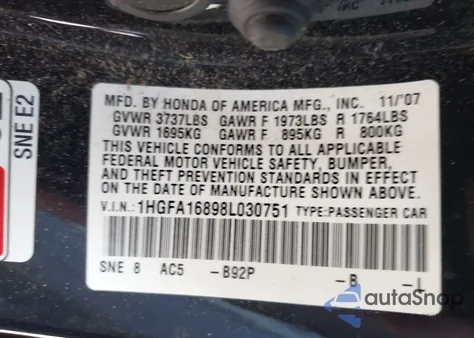 MFD. BY HONDA OF AMERICA MFG., INC. 11/'07
GVWR 3737LBS GAWR F 1973LBS R 1764LBS
GVWR 1695KG GAWR F 895KG R 800KG
THIS VEHICLE CONFORMS TO ALL APPLICABLE
FEDERAL MOTOR VEHICLE SAFETY, BUMPER,
AND THEFT PREVENTION STANDARDS IN EFFECT
ON THE DATE OF MANUFACTURE SHOWN ABOVE.
V.I.N.: 1HGFA16898L030751 TYPE:PASSENGER CAR
SNE 8 AC5 -B92P -B -L
SNE E2
autoSnap